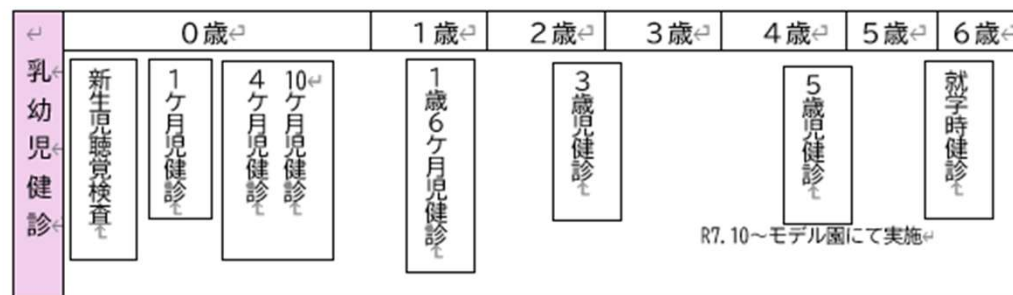 0歳 1歳 2歳 3歳 4歳 5歳 6歳
乳幼児健診
新生児聴覚検査
1ケ月児健診
10ケ月児健診
4ケ月児健診
1歳6ケ月児健診
3歳児健診
5歳児健診
就学時健診
R7.10～モデル園にて実施